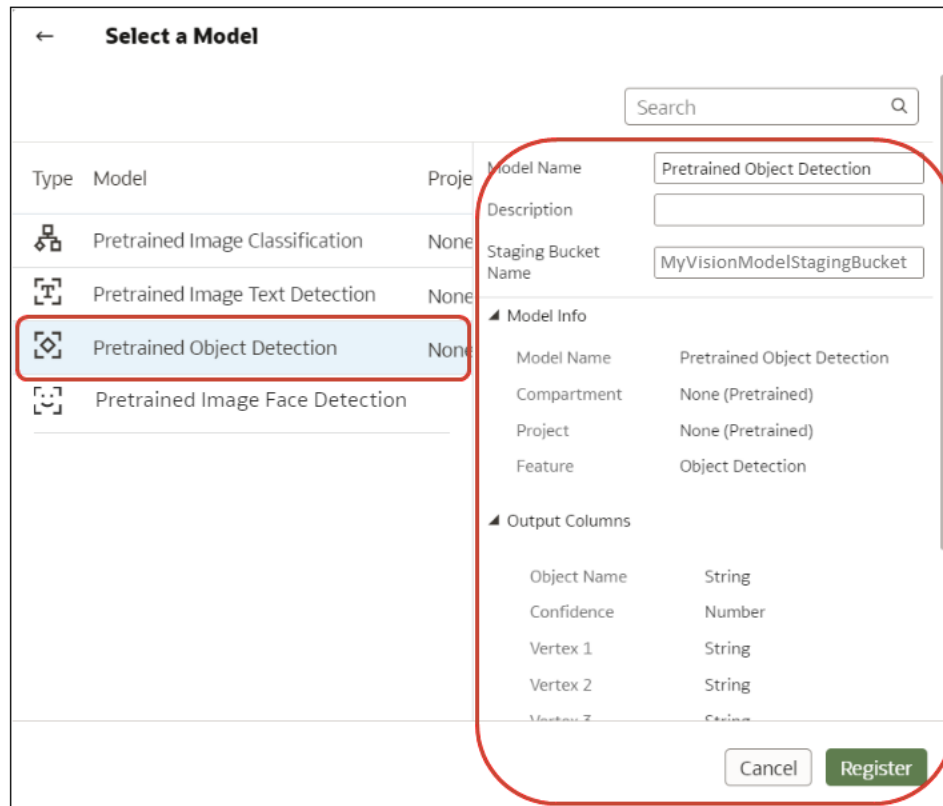 ← Select a Model
Search
Type Model Proje
Pretrained Image Classification None
Pretrained Image Text Detection None
Pretrained Object Detection None
Pretrained Image Face Detection
Model Name Pretrained Object Detection
Description
Staging Bucket
Name MyVisionModelStagingBucket
Model Info
Model Name Pretrained Object Detection
Compartment None (Pretrained)
Project None (Pretrained)
Feature Object Detection
Output Columns
Object Name String
Confidence Number
Vertex 1 String
Vertex 2 String
Vertex 3 String
Cancel Register